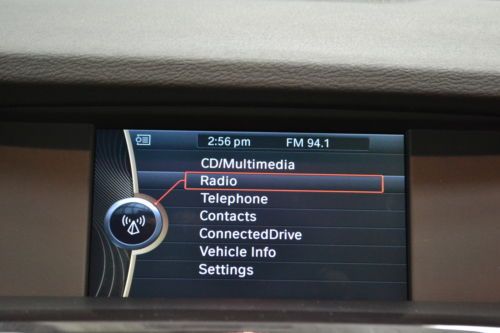 2:56 pm FM 94.1
CD/Multimedia
Radio
Telephone
Contacts
ConnectedDrive
Vehicle Info
Settings